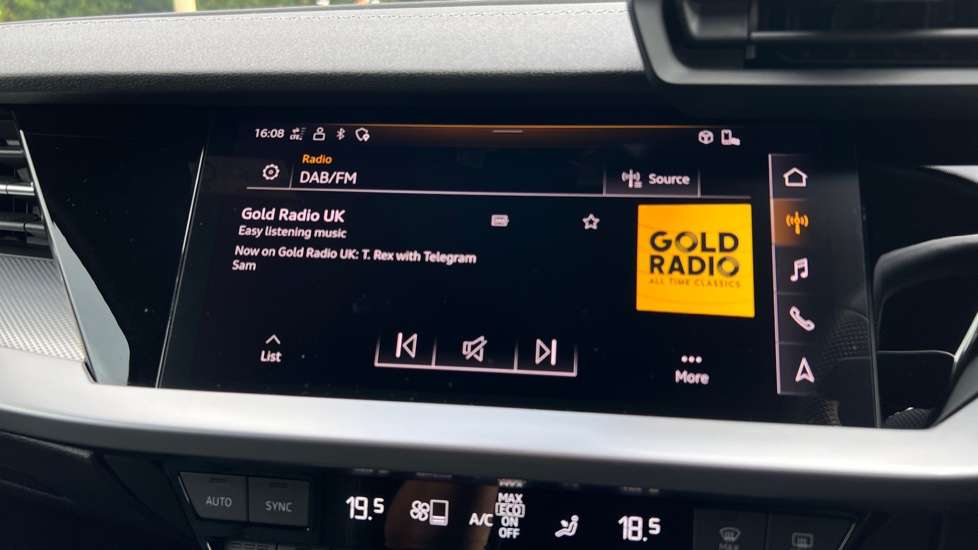 16:08
Radio
DAB/FM
Source
Gold Radio UK
Easy listening music
Now on Gold Radio UK: T. Rex with Telegram
Sam
GOLD
RADIO
ALL TIME CLASSICS
List
More
AUTO
SYNC
19.5
A/C
MAX
ECO
ON
OFF
18.5
MAX